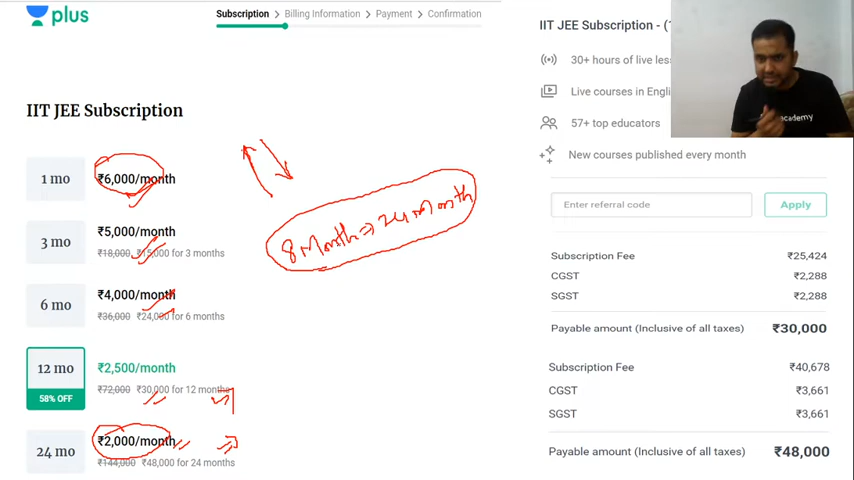 plus
Subscription > Billing Information > Payment > Confirmation
IIT JEE Subscription
1 mo ₹6,000/month
3 mo ₹5,000/month
₹18,000 ₹15,000 for 3 months
6 mo ₹4,000/month
₹36,000 ₹24,000 for 6 months
12 mo ₹2,500/month
58% OFF ₹72,000 ₹30,000 for 12 months
24 mo ₹2,000/month
₹144,000 ₹48,000 for 24 months
8 Month => 24 Month
IIT JEE Subscription - (1
30+ hours of live les
Live courses in Engl
57+ top educators
New courses published every month
academy
Enter referral code Apply
Subscription Fee ₹25,424
CGST ₹2,288
SGST ₹2,288
Payable amount (Inclusive of all taxes) ₹30,000
Subscription Fee ₹40,678
CGST ₹3,661
SGST ₹3,661
Payable amount (Inclusive of all taxes) ₹48,000